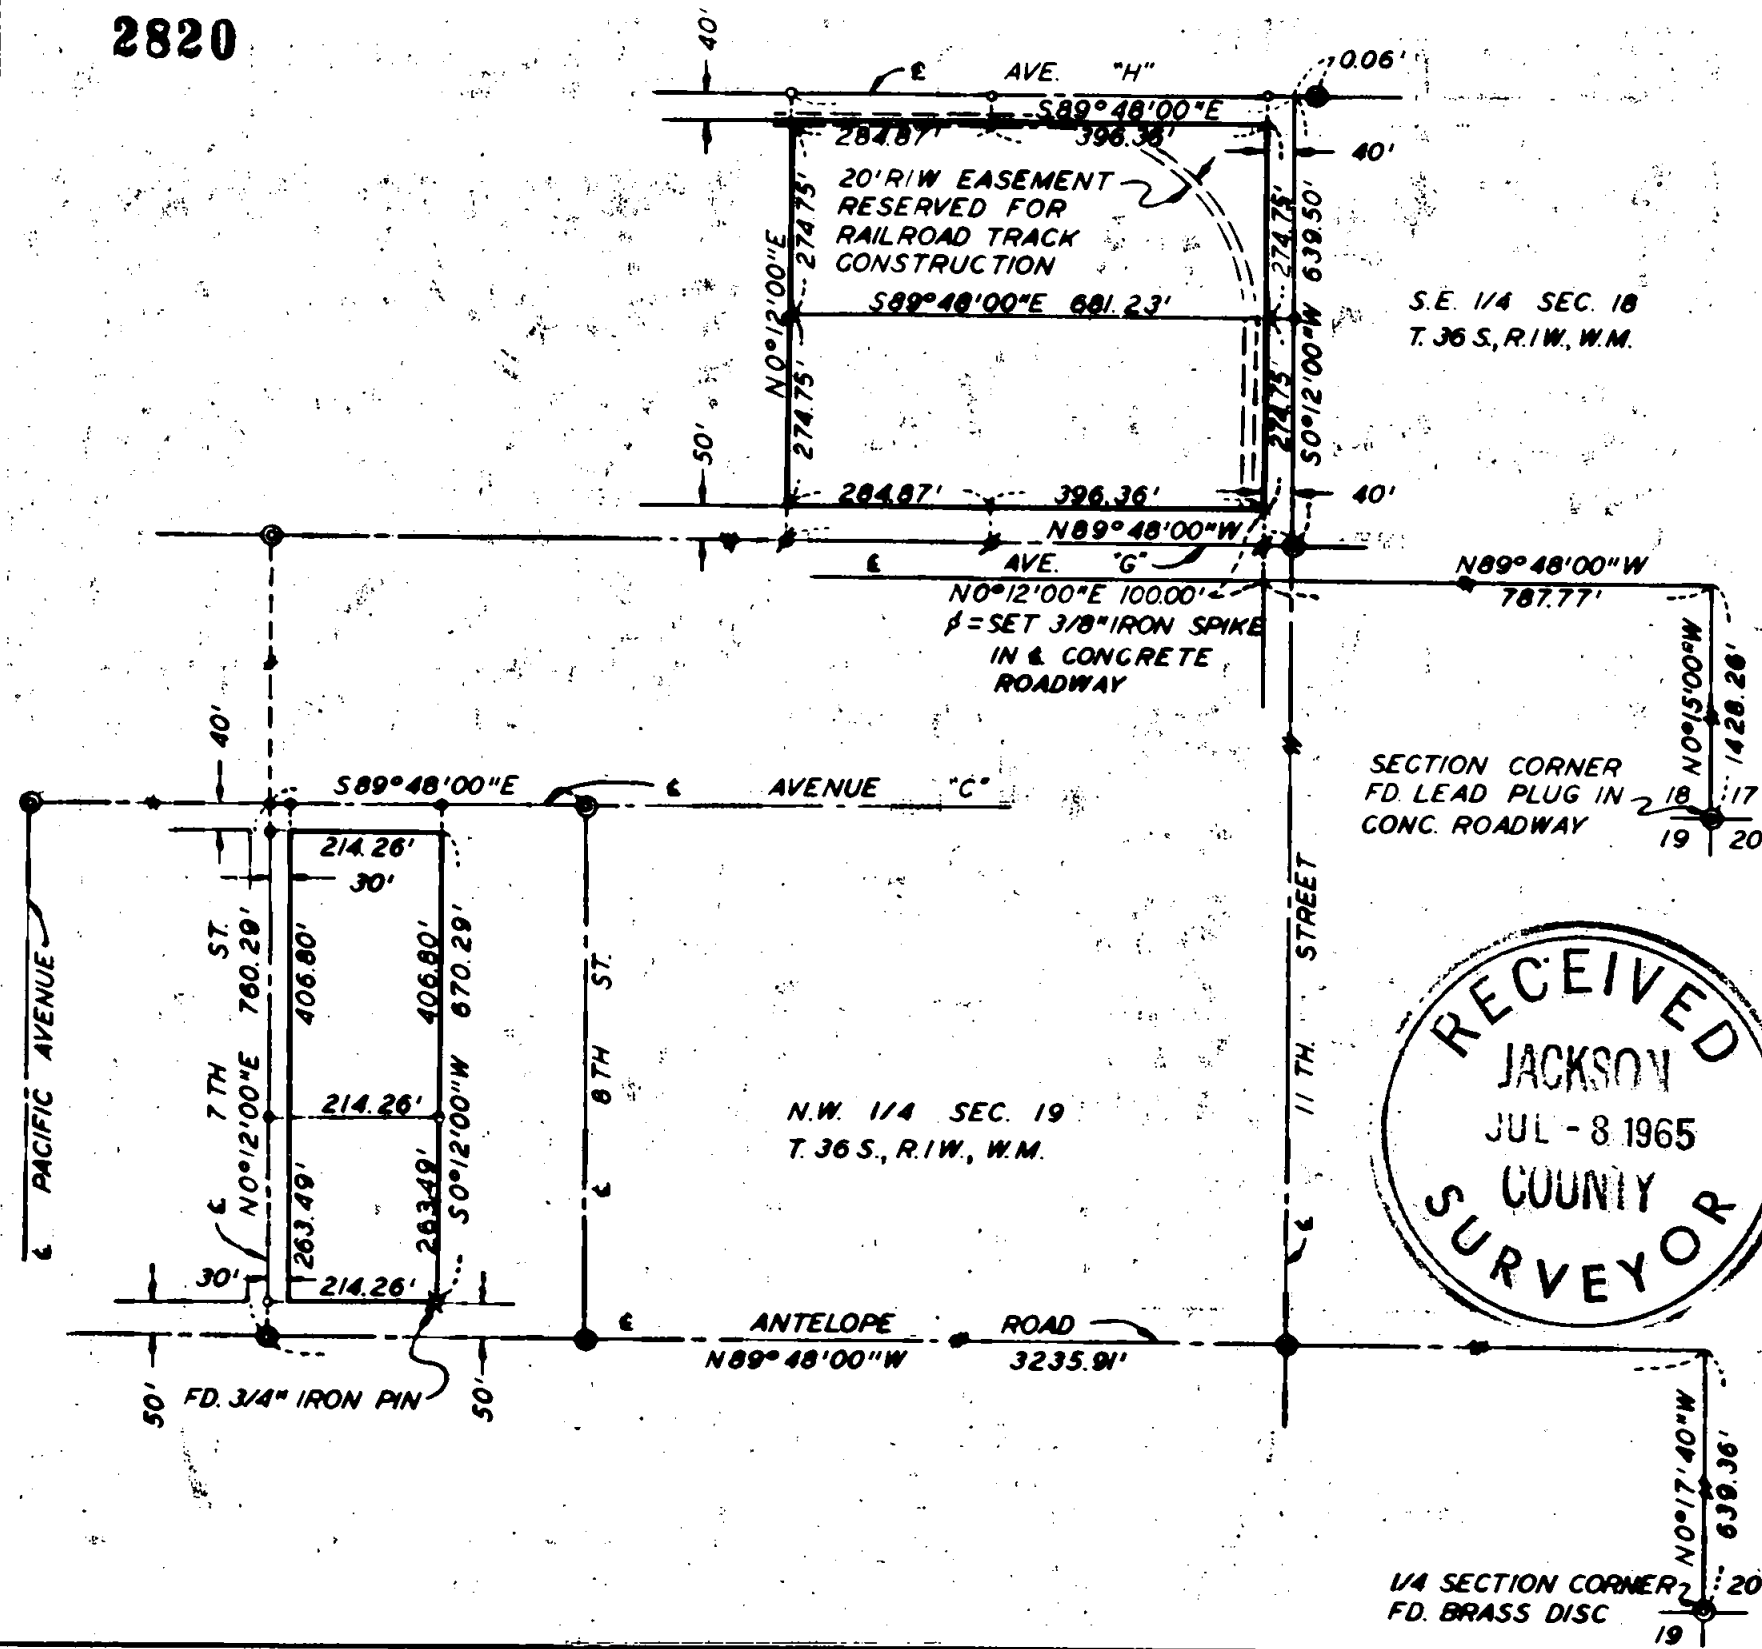 2820
40'
0.06'
℄ AVE. "H"
S89°48'00"E
284.87' 396.36'
40'
20' R/W EASEMENT
RESERVED FOR
RAILROAD TRACK
CONSTRUCTION
N0°12'00"E
274.75'
274.75'
274.75'
274.75'
S0°12'00"W 639.50'
S89°48'00"E 681.23'
S.E. 1/4 SEC. 18
T. 36 S., R.1W., W.M.
50'
284.87' 396.36'
40'
N89°48'00"W
℄ AVE. "G"
N0°12'00"E 100.00'
ɸ = SET 3/8" IRON SPIKE
IN ℄ CONCRETE
ROADWAY
N89°48'00"W
787.77'
N0°15'00"W
1428.26'
SECTION CORNER
FD. LEAD PLUG IN
CONC. ROADWAY
18 17
19 20
40'
S89°48'00"E
℄ AVENUE "C"
214.26'
30'
℄ PACIFIC AVENUE
℄ 7TH ST.
N0°12'00"E 760.29'
406.80'
406.80'
S0°12'00"W 670.29'
214.26'
263.49'
263.49'
30'
214.26'
℄ 8TH ST.
N.W. 1/4 SEC. 19
T. 36 S., R.1W., W.M.
℄ 11TH. STREET
RECEIVED
JACKSON
JUL - 8 1965
COUNTY
SURVEYOR
℄ ANTELOPE ROAD
N89°48'00"W 3235.91'
50'
FD. 3/4" IRON PIN
50'
N0°17'40"W
639.36'
1/4 SECTION CORNER
FD. BRASS DISC
20
19